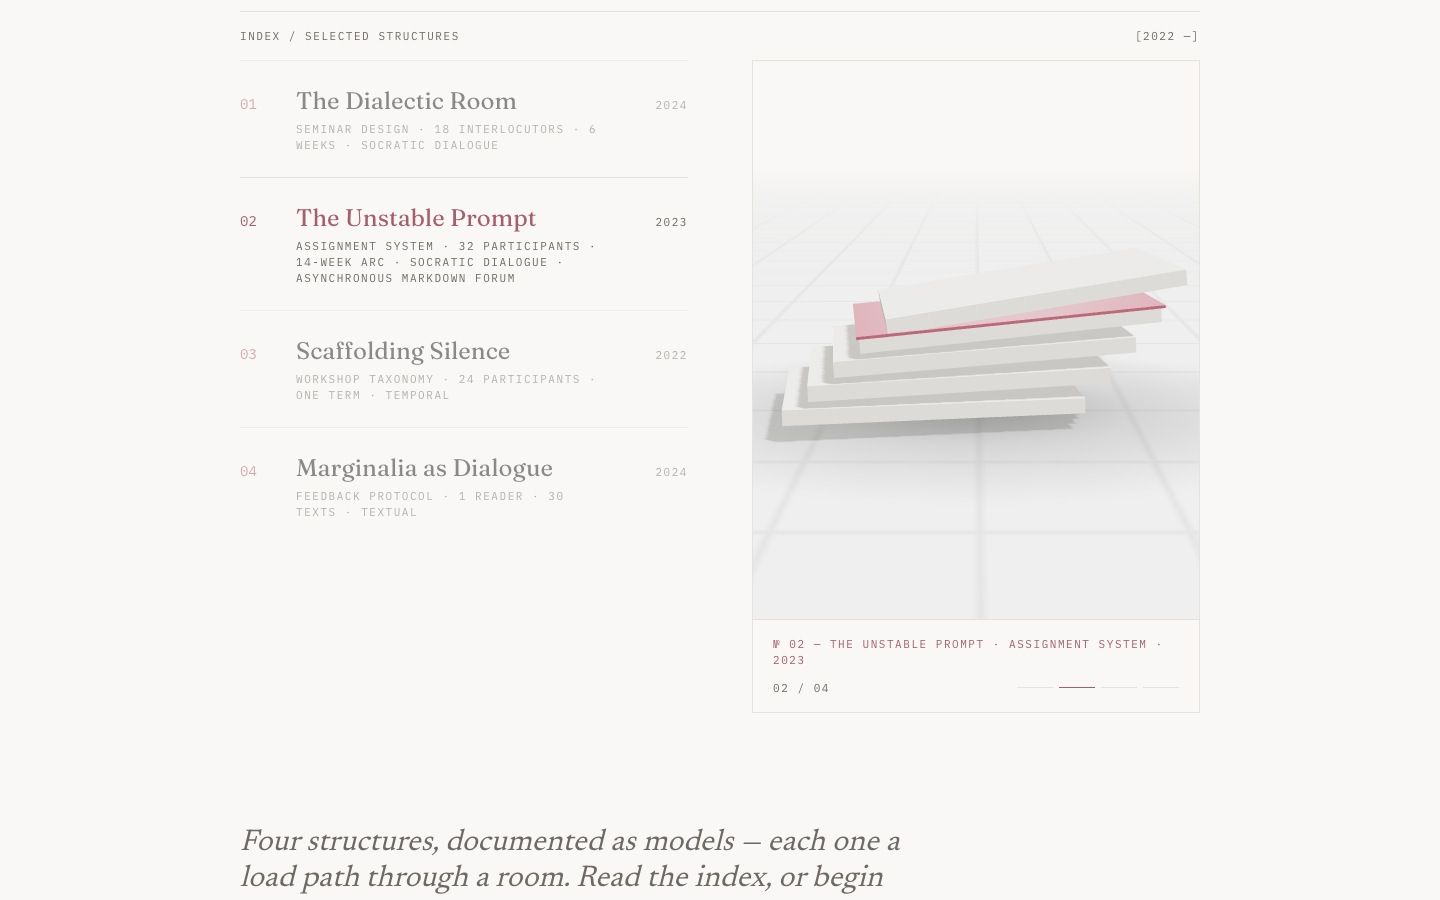 INDEX / SELECTED STRUCTURES
[2022 —]
01
The Dialectic Room
2024
SEMINAR DESIGN · 18 INTERLOCUTORS · 6
WEEKS · SOCRATIC DIALOGUE
02
The Unstable Prompt
2023
ASSIGNMENT SYSTEM · 32 PARTICIPANTS ·
14-WEEK ARC · SOCRATIC DIALOGUE ·
ASYNCHRONOUS MARKDOWN FORUM
03
Scaffolding Silence
2022
WORKSHOP TAXONOMY · 24 PARTICIPANTS ·
ONE TERM · TEMPORAL
04
Marginalia as Dialogue
2024
FEEDBACK PROTOCOL · 1 READER · 30
TEXTS · TEXTUAL
№ 02 — THE UNSTABLE PROMPT · ASSIGNMENT SYSTEM ·
2023
02 / 04
Four structures, documented as models — each one a
load path through a room. Read the index, or begin